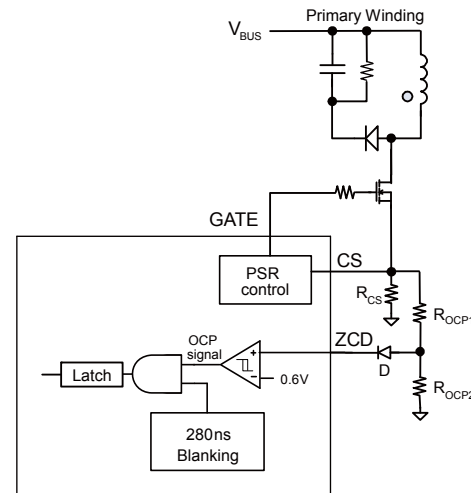 Primary Winding
V_BUS
GATE
PSR
control
CS
R_CS
R_OCP1
ZCD
OCP
signal
+
-
0.6V
D
Latch
R_OCP2
280ns
Blanking